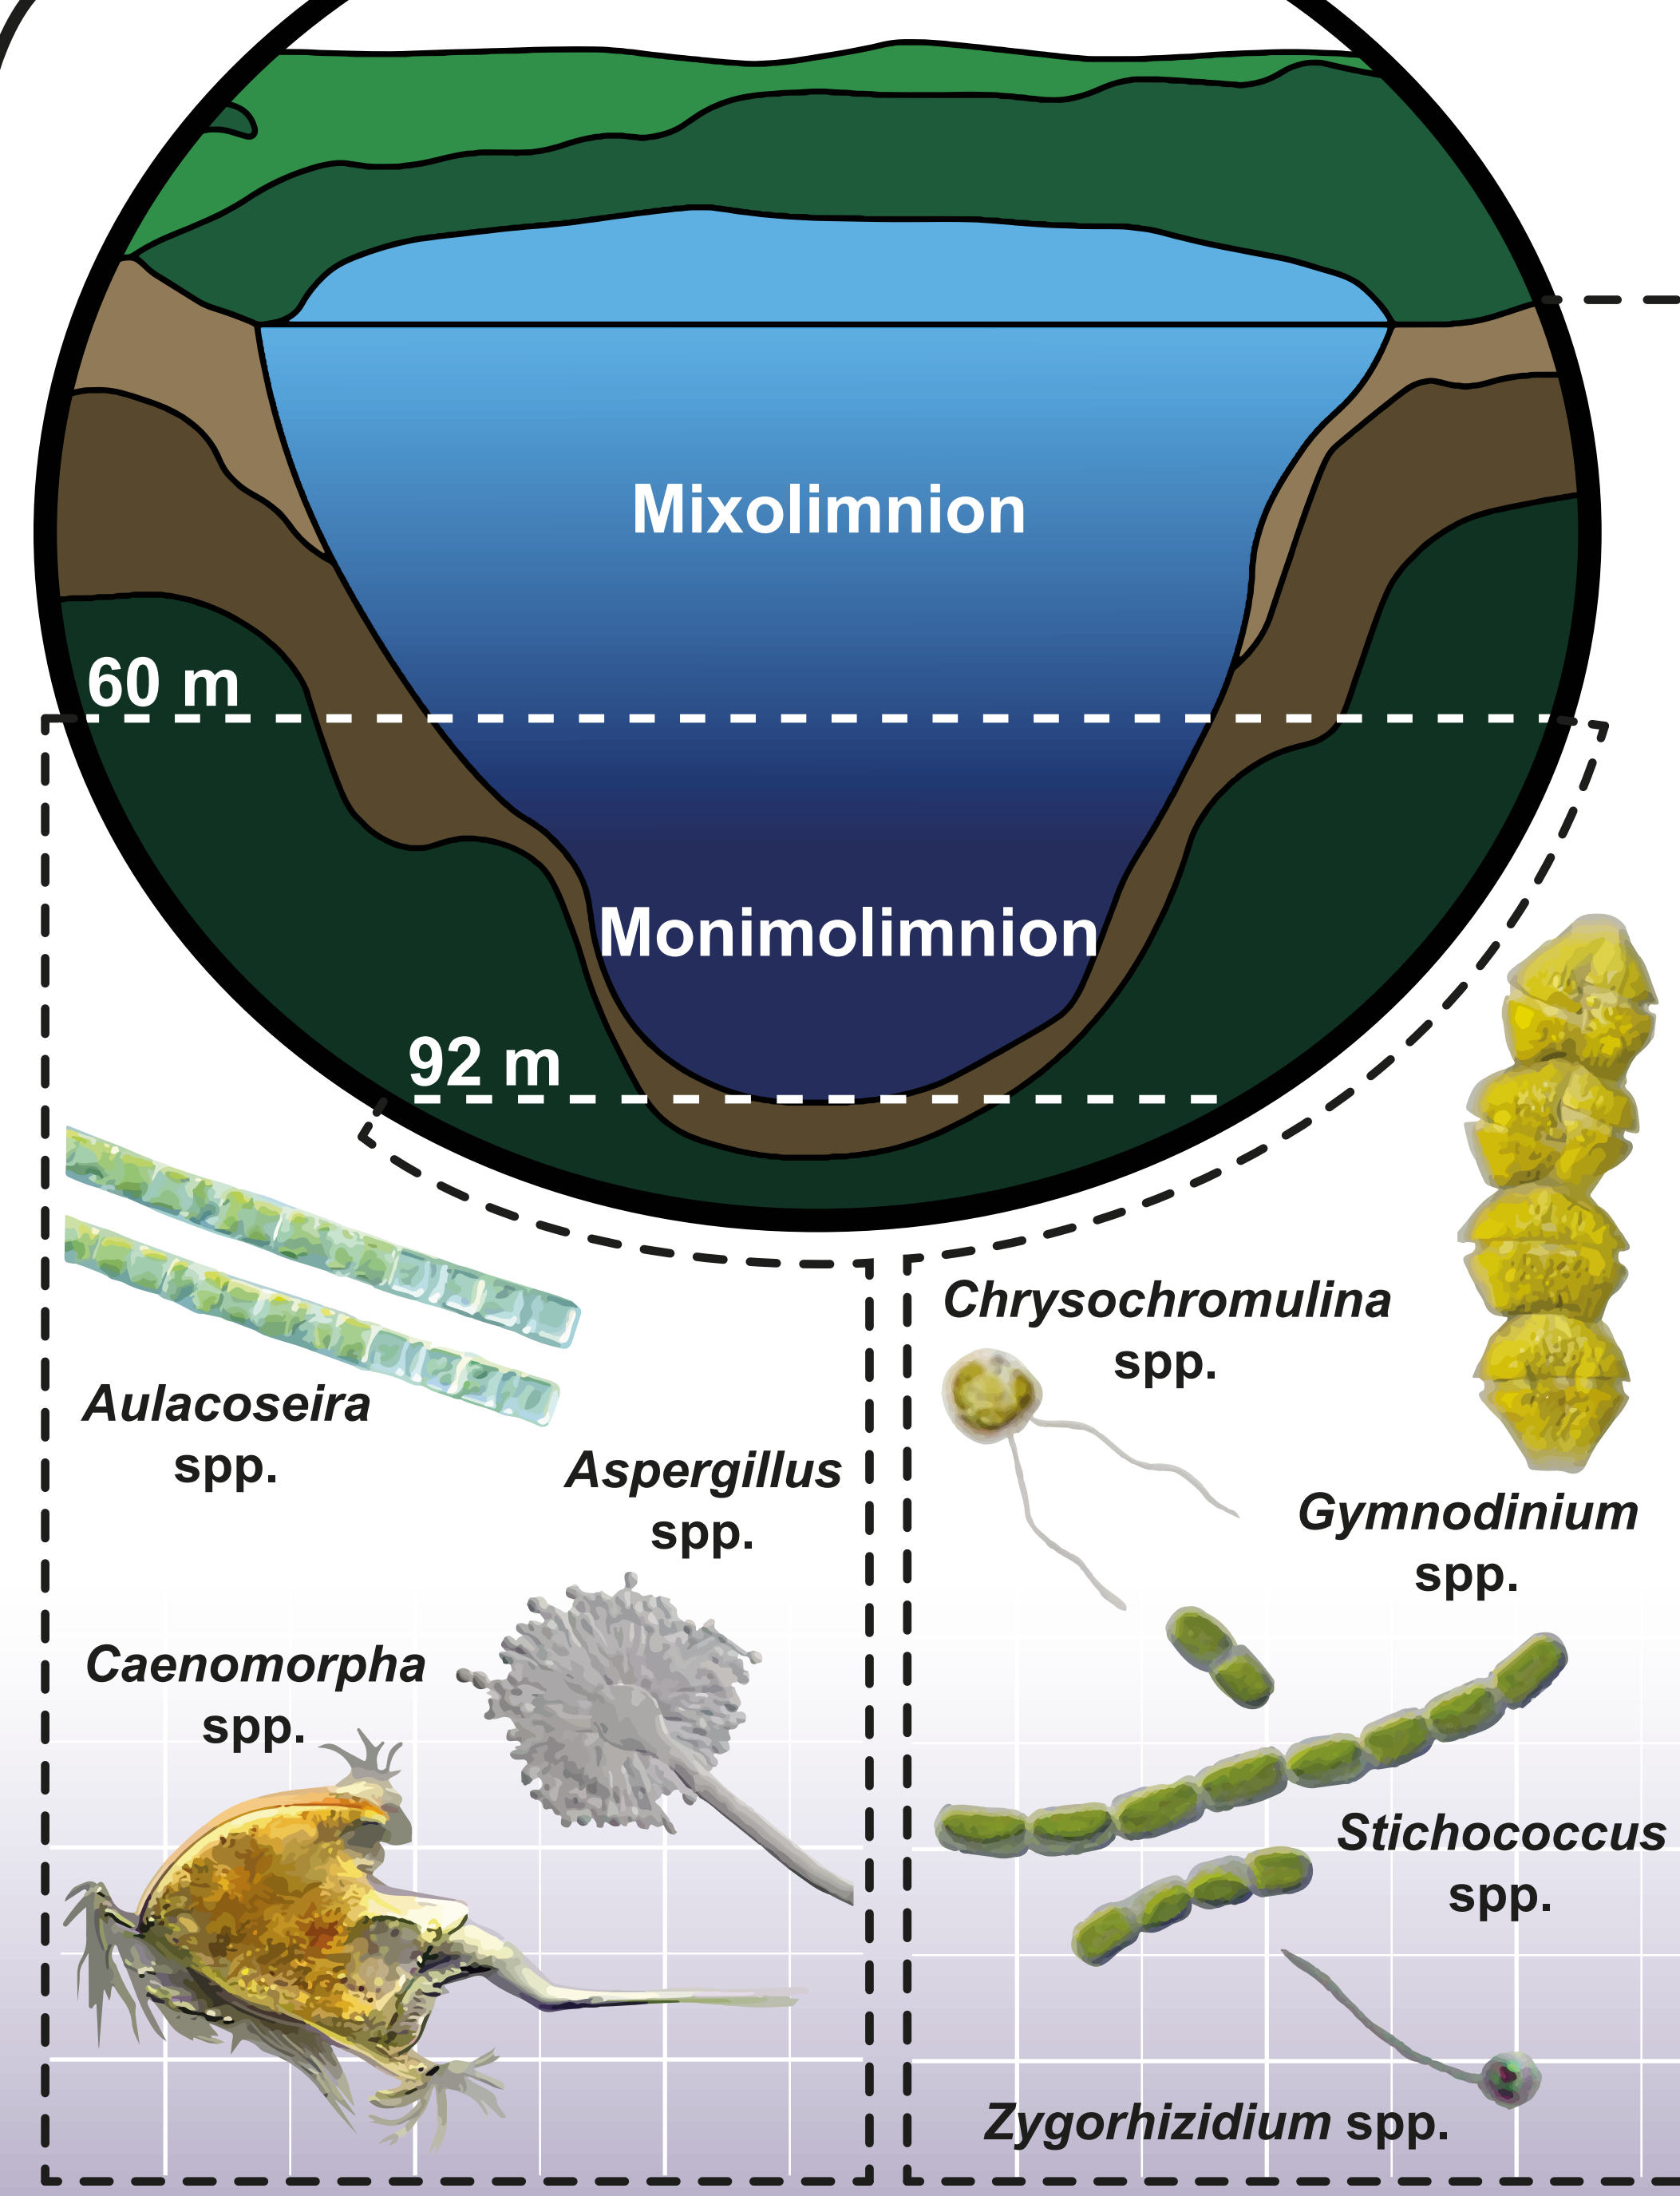 Mixolimnion
60 m
Monimolimnion
92 m
Aulacoseira
spp.
Aspergillus
spp.
Caenomorpha
spp.
Chrysochromulina
spp.
Gymnodinium
spp.
Stichococcus
spp.
Zygorhizidium spp.